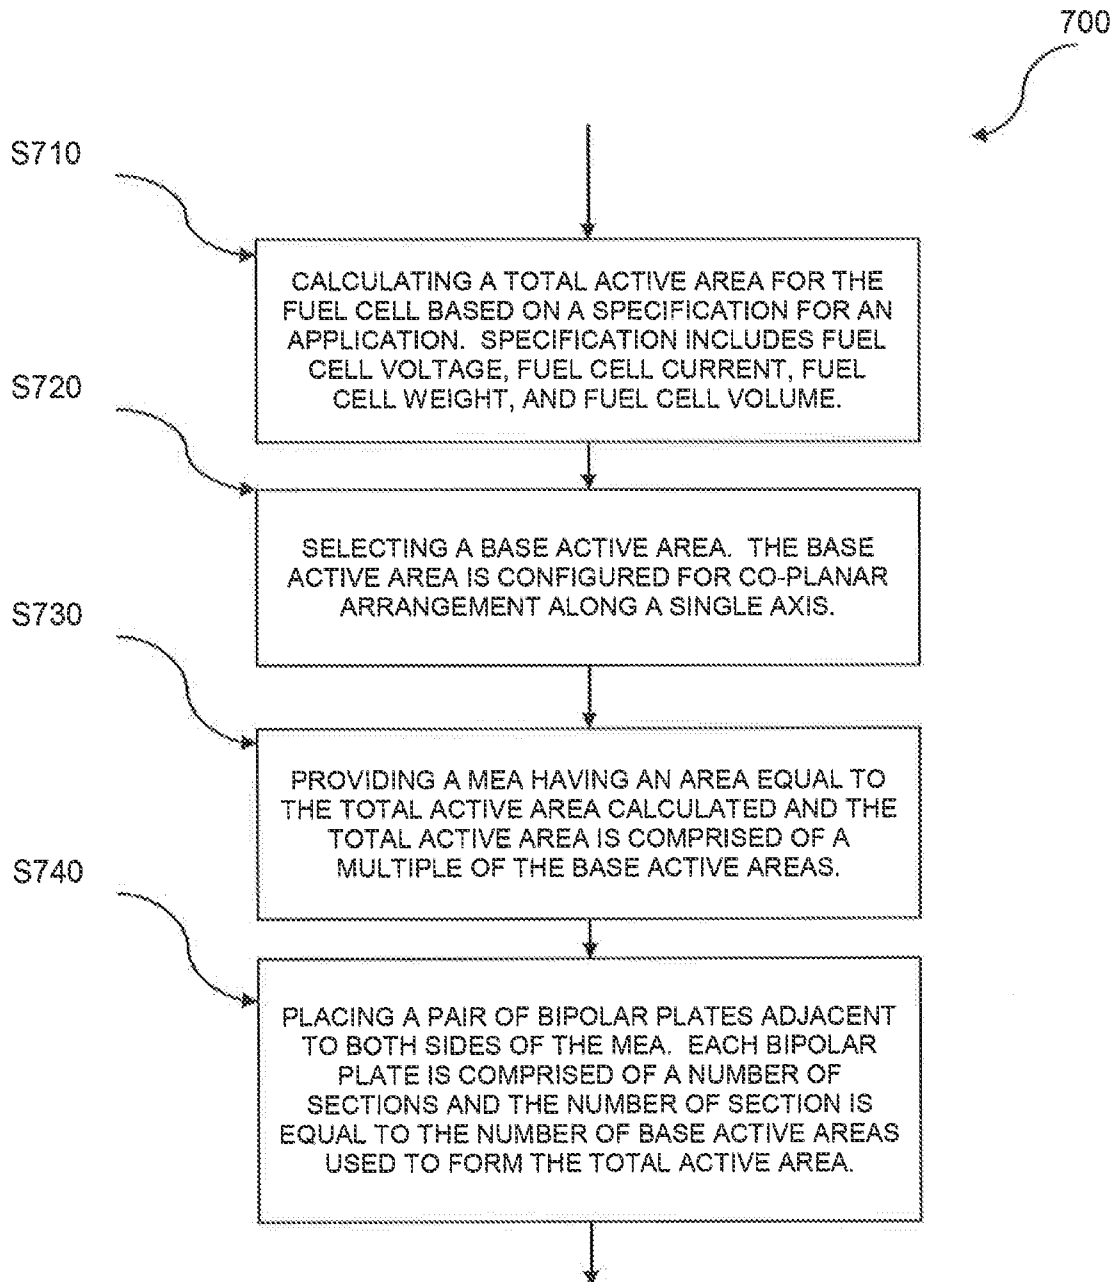 700
S710
CALCULATING A TOTAL ACTIVE AREA FOR THE
FUEL CELL BASED ON A SPECIFICATION FOR AN
APPLICATION. SPECIFICATION INCLUDES FUEL
CELL VOLTAGE, FUEL CELL CURRENT, FUEL
CELL WEIGHT, AND FUEL CELL VOLUME.
S720
SELECTING A BASE ACTIVE AREA. THE BASE
ACTIVE AREA IS CONFIGURED FOR CO-PLANAR
ARRANGEMENT ALONG A SINGLE AXIS.
S730
PROVIDING A MEA HAVING AN AREA EQUAL TO
THE TOTAL ACTIVE AREA CALCULATED AND THE
TOTAL ACTIVE AREA IS COMPRISED OF A
MULTIPLE OF THE BASE ACTIVE AREAS.
S740
PLACING A PAIR OF BIPOLAR PLATES ADJACENT
TO BOTH SIDES OF THE MEA. EACH BIPOLAR
PLATE IS COMPRISED OF A NUMBER OF
SECTIONS AND THE NUMBER OF SECTION IS
EQUAL TO THE NUMBER OF BASE ACTIVE AREAS
USED TO FORM THE TOTAL ACTIVE AREA.